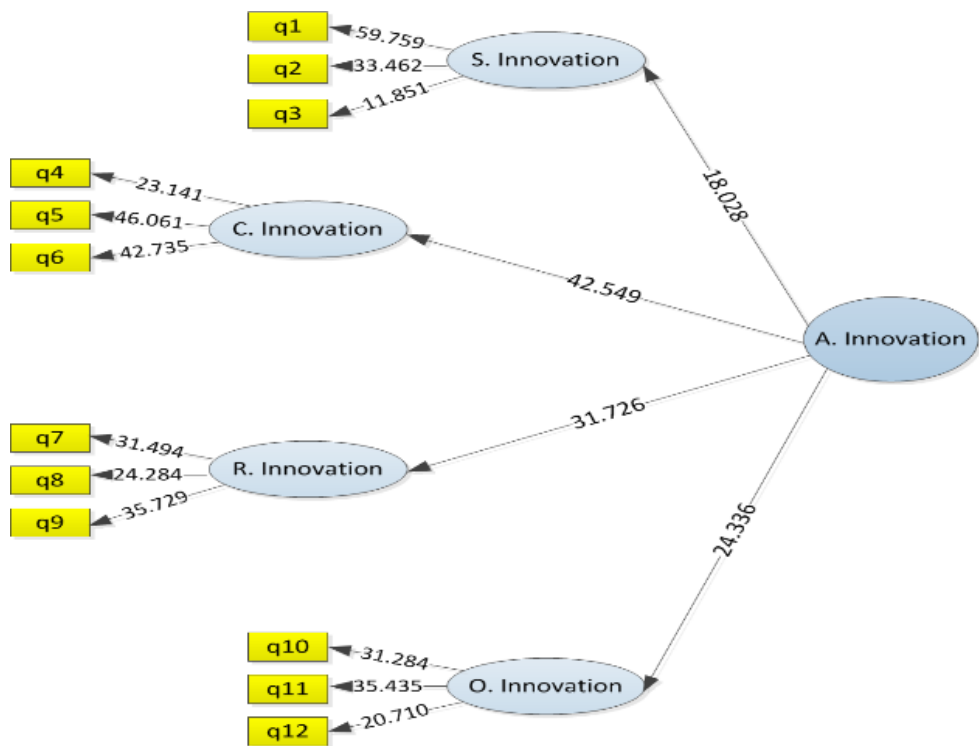 q1
59.759
q2
33.462
S. Innovation
q3
11.851
q4
23.141
q5
46.061
C. Innovation
q6
42.735
18.028
42.549
A. Innovation
31.726
24.336
q7
31.494
q8
24.284
R. Innovation
q9
35.729
q10
31.284
q11
35.435
O. Innovation
q12
20.710